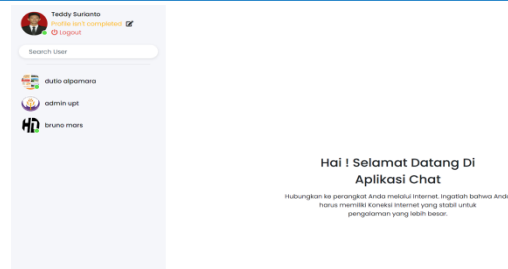 Teddy Surianto
Profile isn't completed
Logout
Search User
dutio alpamara
admin upt
HD bruno mars
Hai ! Selamat Datang Di
Aplikasi Chat
Hubungkan ke perangkat Anda melalui Internet. Ingatlah bahwa Anda
harus memiliki Koneksi Internet yang stabil untuk
pengalaman yang lebih besar.